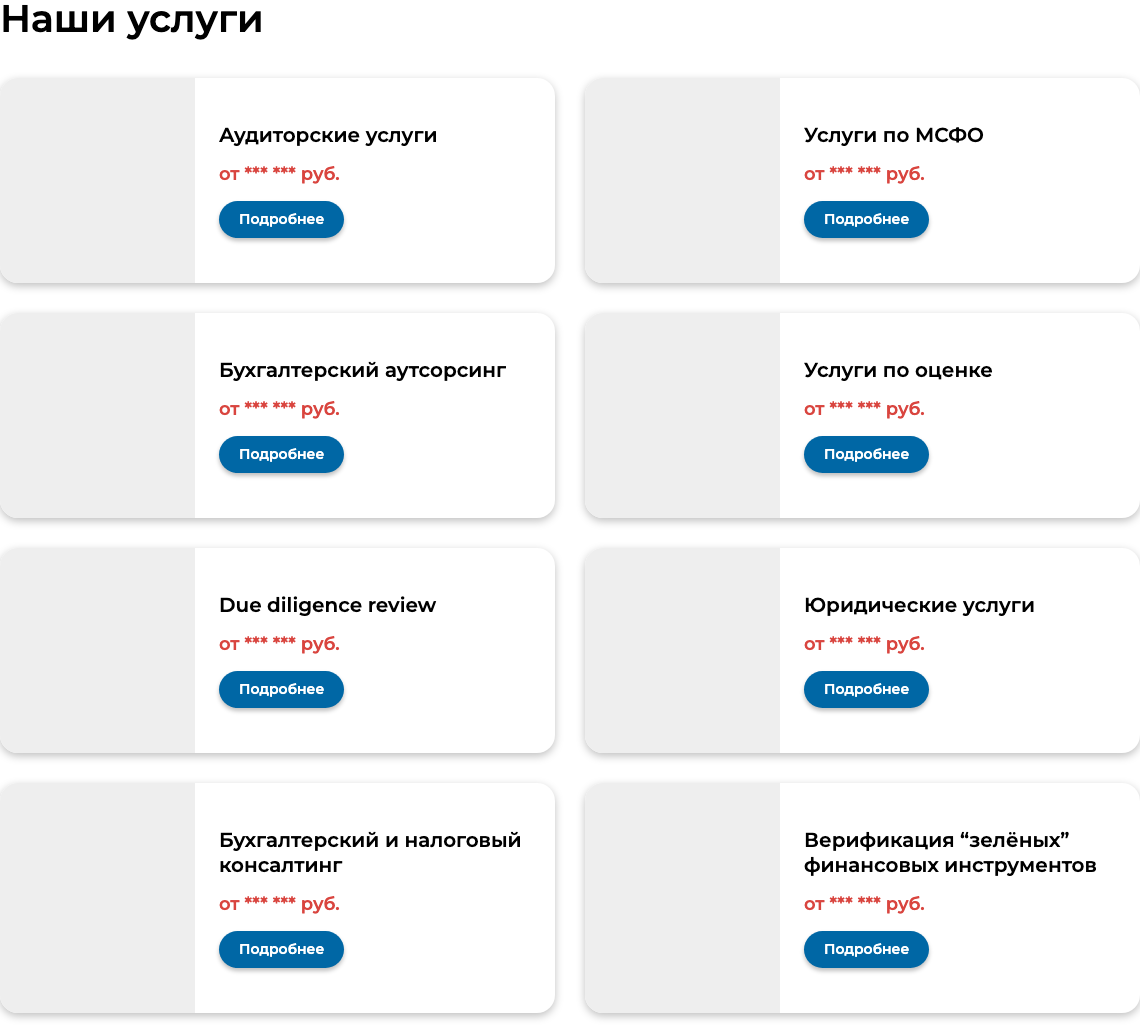 Наши услуги
Аудиторские услуги
от *** *** руб.
Подробнее
Услуги по МСФО
от *** *** руб.
Подробнее
Бухгалтерский аутсорсинг
от *** *** руб.
Подробнее
Услуги по оценке
от *** *** руб.
Подробнее
Due diligence review
от *** *** руб.
Подробнее
Юридические услуги
от *** *** руб.
Подробнее
Бухгалтерский и налоговый
консалтинг
от *** *** руб.
Подробнее
Верификация “зелёных”
финансовых инструментов
от *** *** руб.
Подробнее